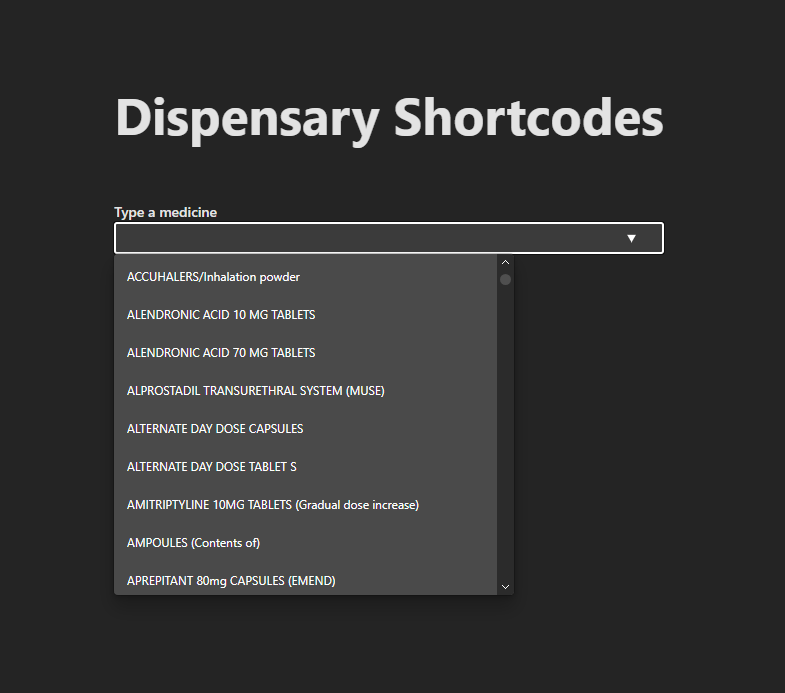 Dispensary Shortcodes
Type a medicine
ACCUHALERS/Inhalation powder
ALENDRONIC ACID 10 MG TABLETS
ALENDRONIC ACID 70 MG TABLETS
ALPROSTADIL TRANSURETHRAL SYSTEM (MUSE)
ALTERNATE DAY DOSE CAPSULES
ALTERNATE DAY DOSE TABLET S
AMITRIPTYLINE 10MG TABLETS (Gradual dose increase)
AMPOULES (Contents of)
APREPITANT 80mg CAPSULES (EMEND)